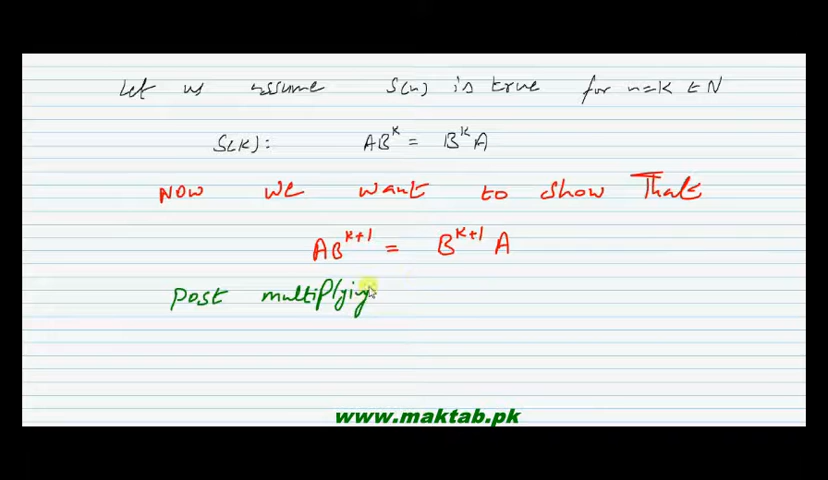 Let us assume S(n) is true for n=k ∈ N
S(k): AB^k = B^k A
NOW we want to show That
AB^{k+1} = B^{k+1} A
post multiplying
www.maktab.pk